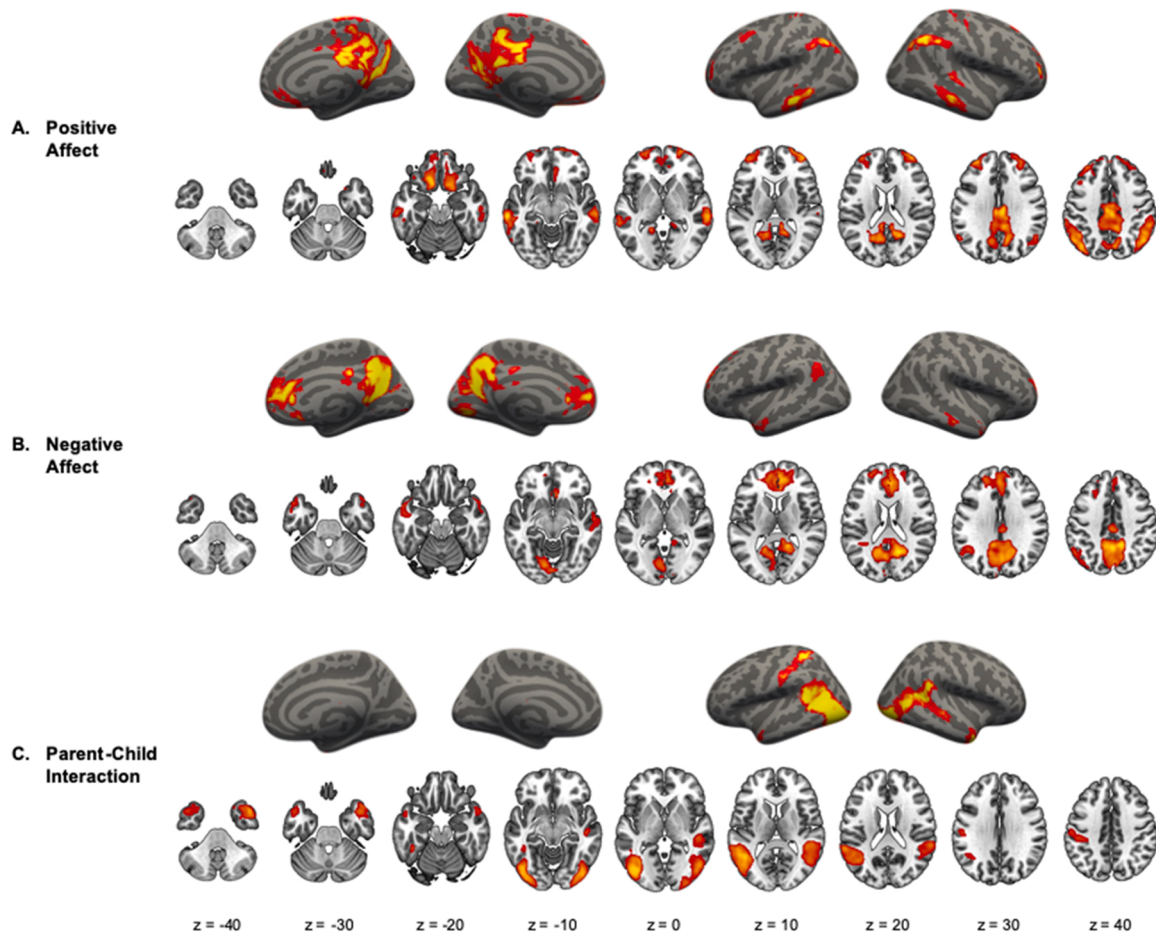 A. Positive
Affect
B. Negative
Affect
C. Parent-Child
Interaction
z = -40 z = -30 z = -20 z = -10 z = 0 z = 10 z = 20 z = 30 z = 40